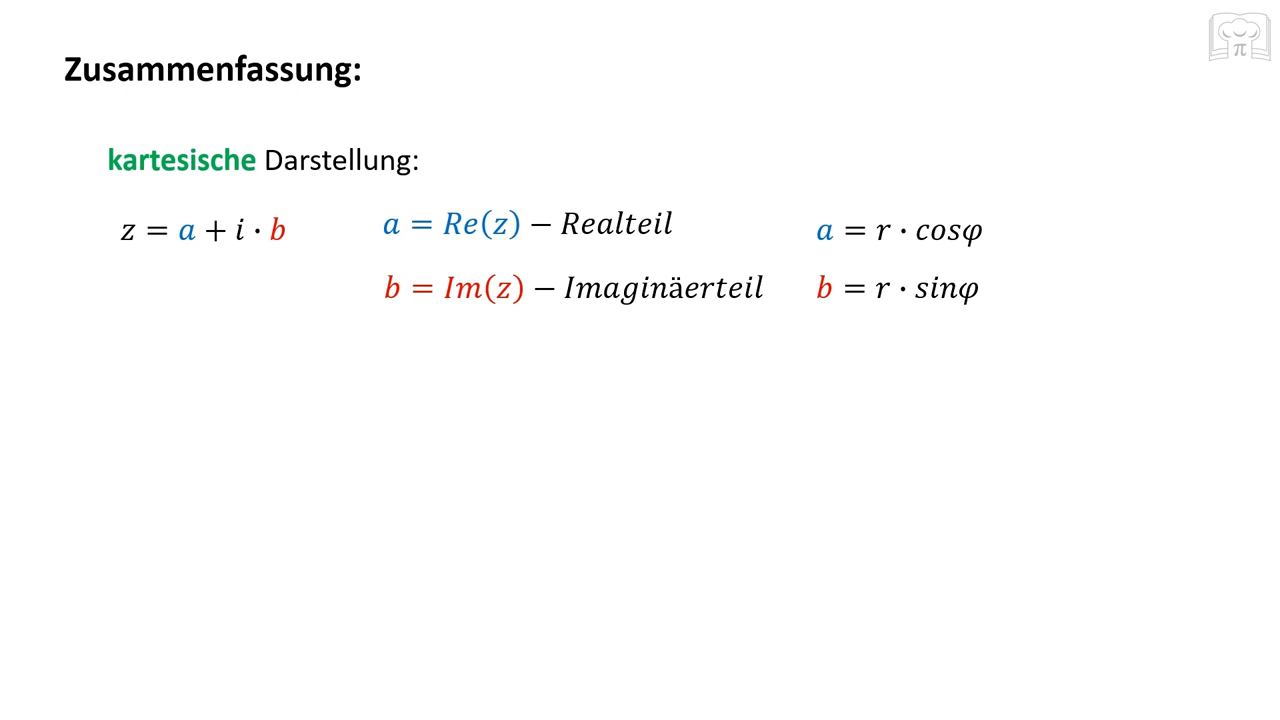 Zusammenfassung:
kartesische Darstellung:
z = a + i · b
a = Re(z) − Realteil
b = Im(z) − Imaginäerteil
a = r · cosφ
b = r · sinφ
π